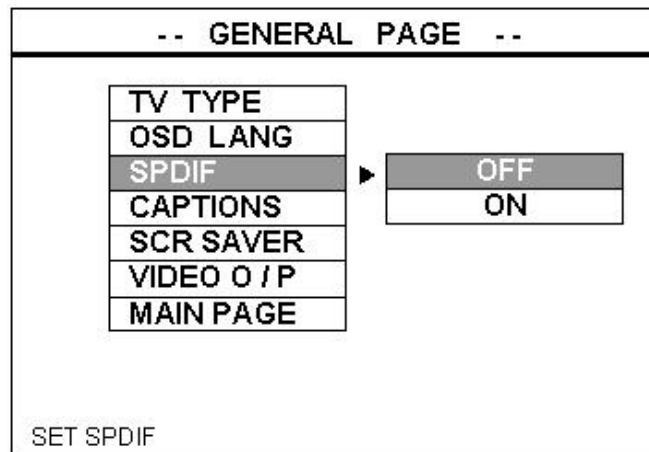 -- GENERAL PAGE --
TV TYPE
OSD LANG
SPDIF
OFF
CAPTIONS
ON
SCR SAVER
VIDEO O / P
MAIN PAGE
SET SPDIF